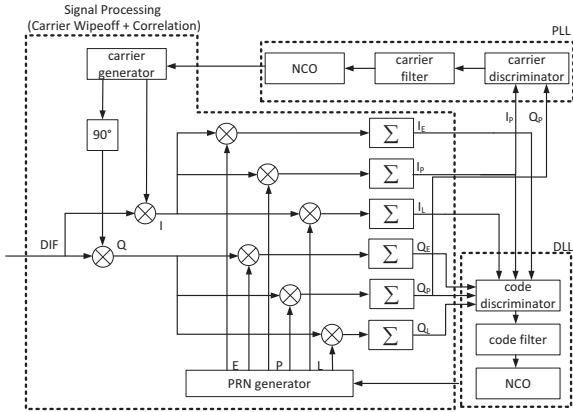 Signal Processing
(Carrier Wipeoff + Correlation)
PLL
carrier
generator
NCO
carrier
filter
carrier
discriminator
90°
I_P
Q_P
∑
I_E
∑
I_P
∑
I_L
I
DIF
Q
∑
Q_E
DLL
∑
Q_P
code
discriminator
∑
Q_L
code filter
E
P
L
PRN generator
NCO